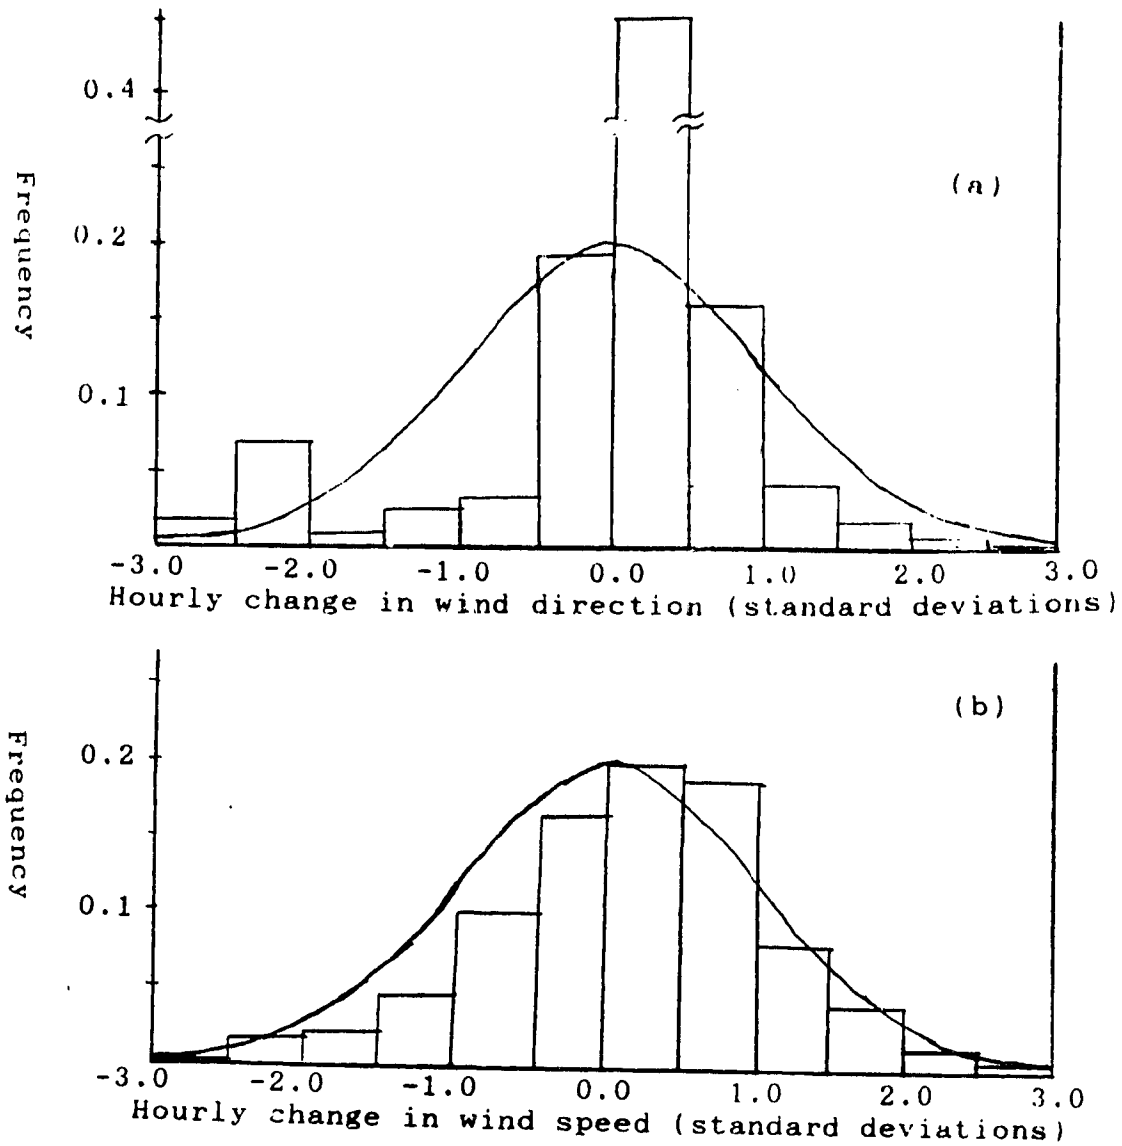 0.4
Frequency
(a)
0.2
0.1
-3.0 -2.0 -1.0 0.0 1.0 2.0 3.0
Hourly change in wind direction (standard deviations)
(b)
Frequency
0.2
0.1
-3.0 -2.0 -1.0 0.0 1.0 2.0 3.0
Hourly change in wind speed (standard deviations)